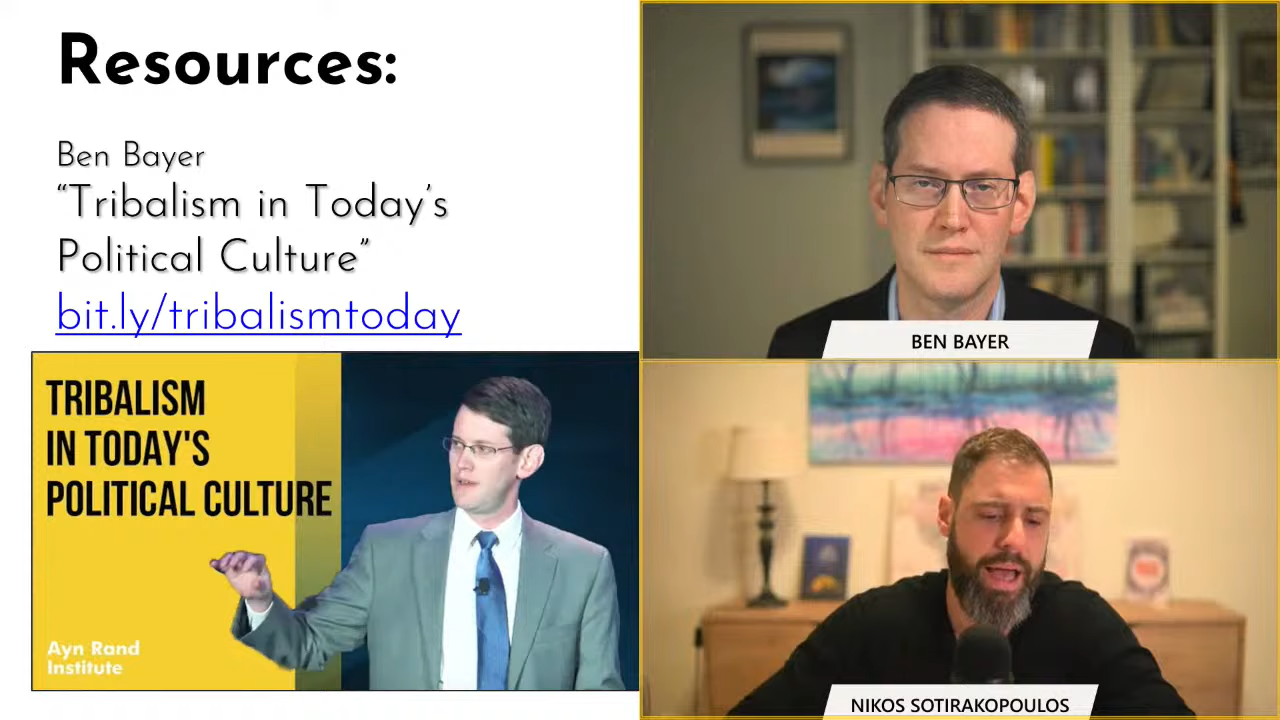 Resources:
Ben Bayer
“Tribalism in Today’s
Political Culture”
bit.ly/tribalismtoday
TRIBALISM
IN TODAY'S
POLITICAL CULTURE
Ayn Rand
Institute
BEN BAYER
NIKOS SOTIRAKOPOULOS